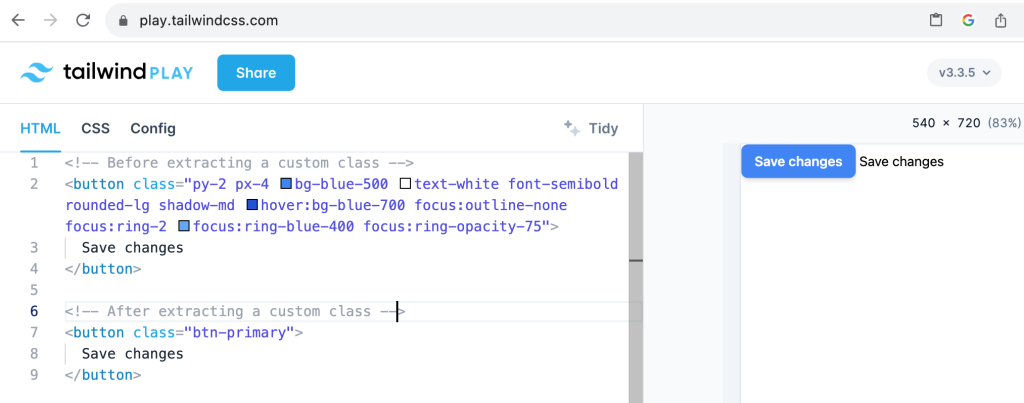 play.tailwindcss.com
tailwind PLAY
Share
v3.3.5
HTML CSS Config
Tidy
540 × 720 (83%)
1 <!-- Before extracting a custom class -->
2 <button class="py-2 px-4 bg-blue-500 text-white font-semibold
rounded-lg shadow-md hover:bg-blue-700 focus:outline-none
focus:ring-2 focus:ring-blue-400 focus:ring-opacity-75">
3 Save changes
4 </button>
5
6 <!-- After extracting a custom class -->
7 <button class="btn-primary">
8 Save changes
9 </button>
Save changes Save changes